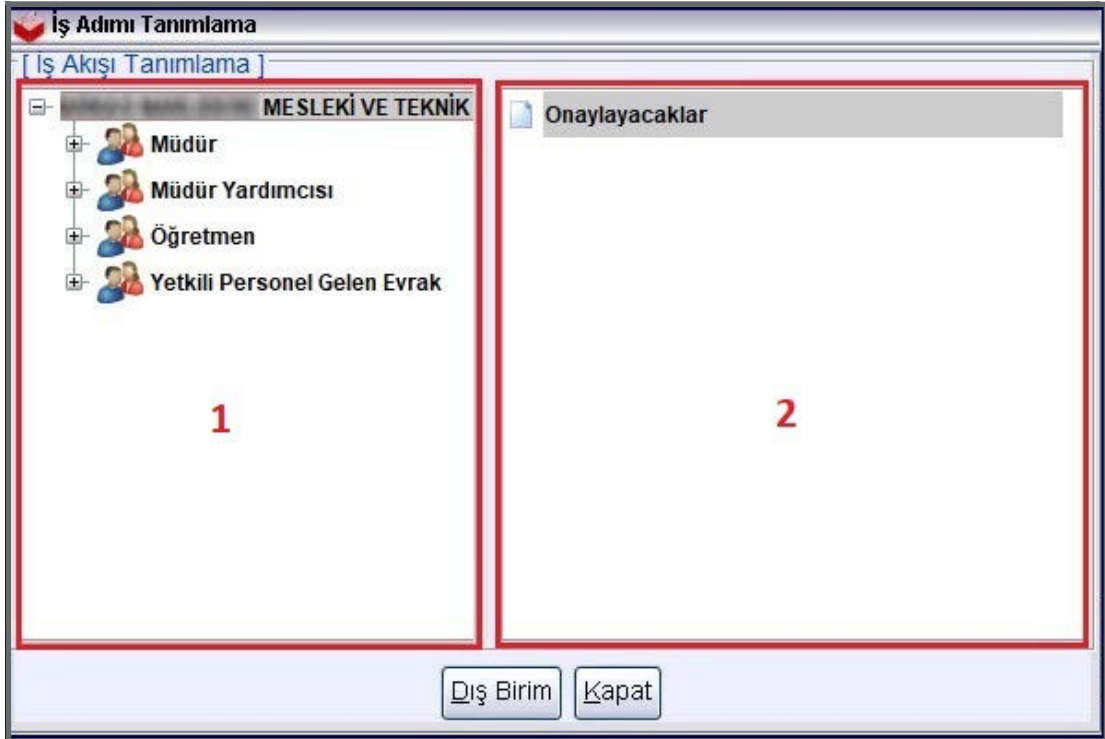 İş Adımı Tanımlama
[ İş Akışı Tanımlama ]
MESLEKİ VE TEKNİK
Müdür
Müdür Yardımcısı
Öğretmen
Yetkili Personel Gelen Evrak
1
Onaylayacaklar
2
Dış Birim
Kapat